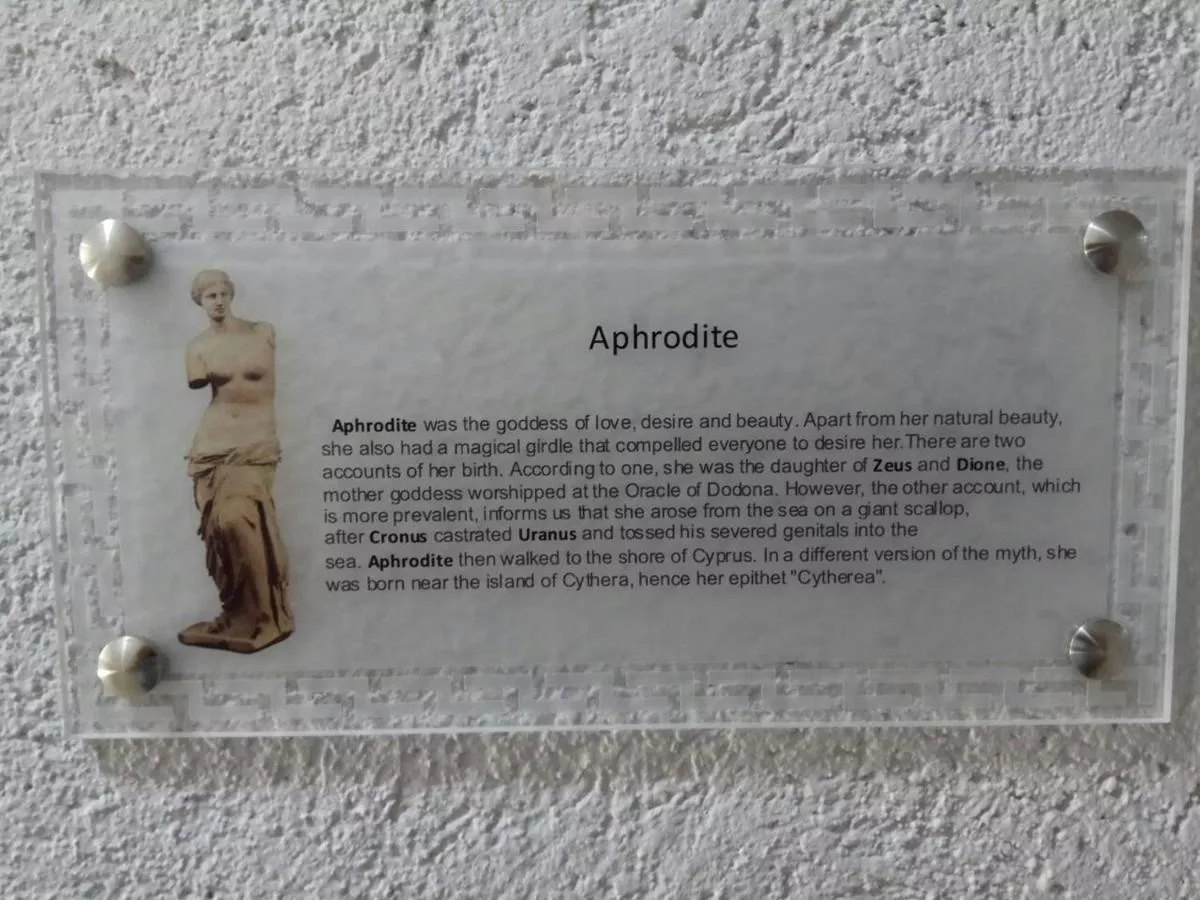 Aphrodite
Aphrodite was the goddess of love, desire and beauty. Apart from her natural beauty,
she also had a magical girdle that compelled everyone to desire her.There are two
accounts of her birth. According to one, she was the daughter of Zeus and Dione, the
mother goddess worshipped at the Oracle of Dodona. However, the other account, which
is more prevalent, informs us that she arose from the sea on a giant scallop,
after Cronus castrated Uranus and tossed his severed genitals into the
sea. Aphrodite then walked to the shore of Cyprus. In a different version of the myth, she
was born near the island of Cythera, hence her epithet "Cytherea".